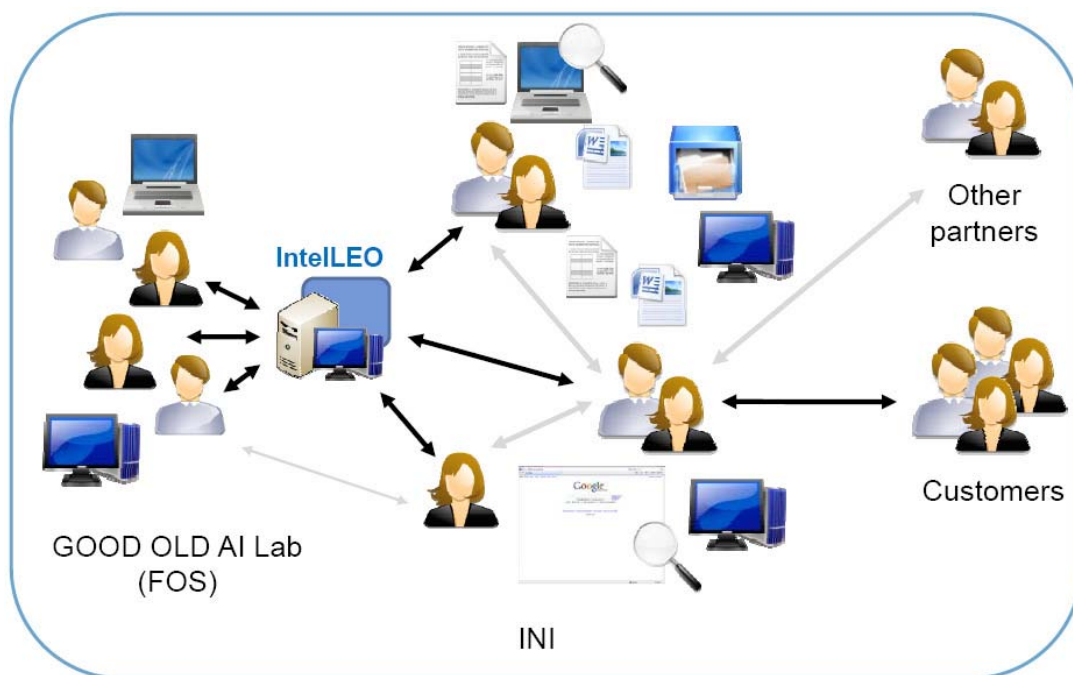 IntelLEO
Other
partners
Google
Customers
GOOD OLD AI Lab
(FOS)
INI